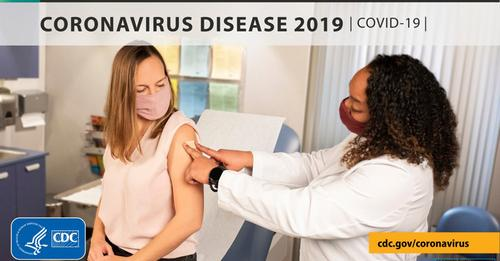 CORONAVIRUS DISEASE 2019 | COVID-19 |
CDC
cdc.gov/coronavirus